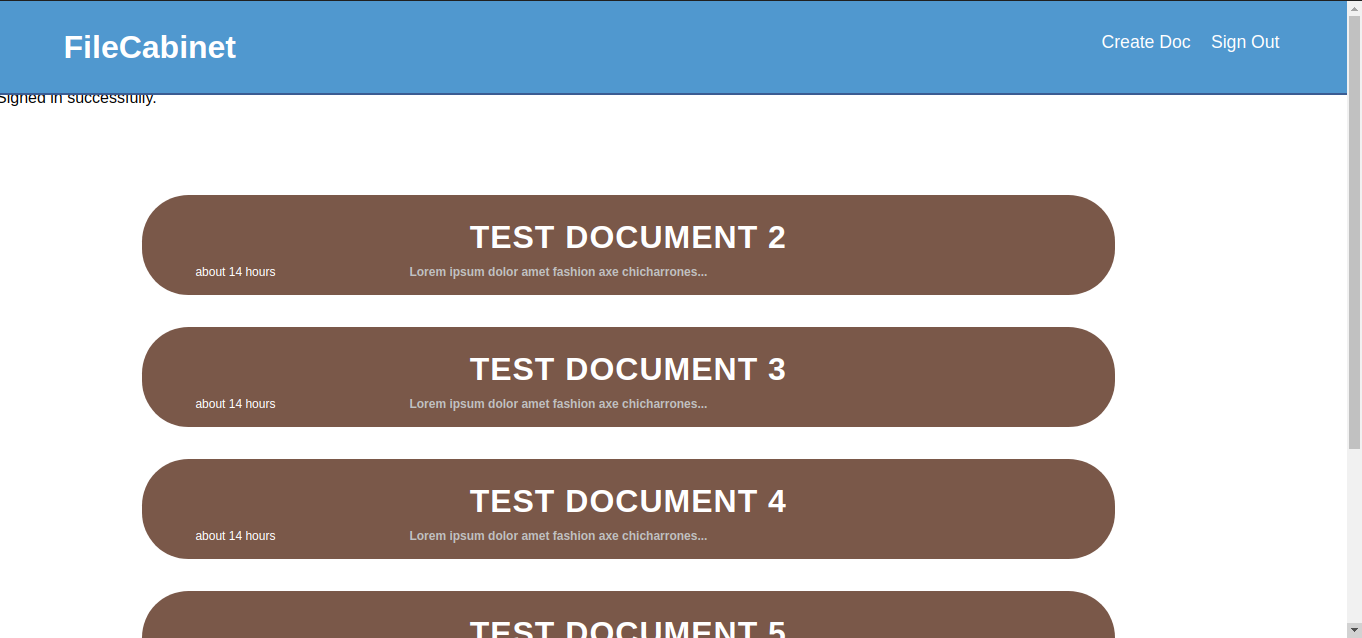 FileCabinet
Create Doc Sign Out
Signed in successfully.
TEST DOCUMENT 2
about 14 hours Lorem ipsum dolor amet fashion axe chicharrones...
TEST DOCUMENT 3
about 14 hours Lorem ipsum dolor amet fashion axe chicharrones...
TEST DOCUMENT 4
about 14 hours Lorem ipsum dolor amet fashion axe chicharrones...
TEST DOCUMENT 5